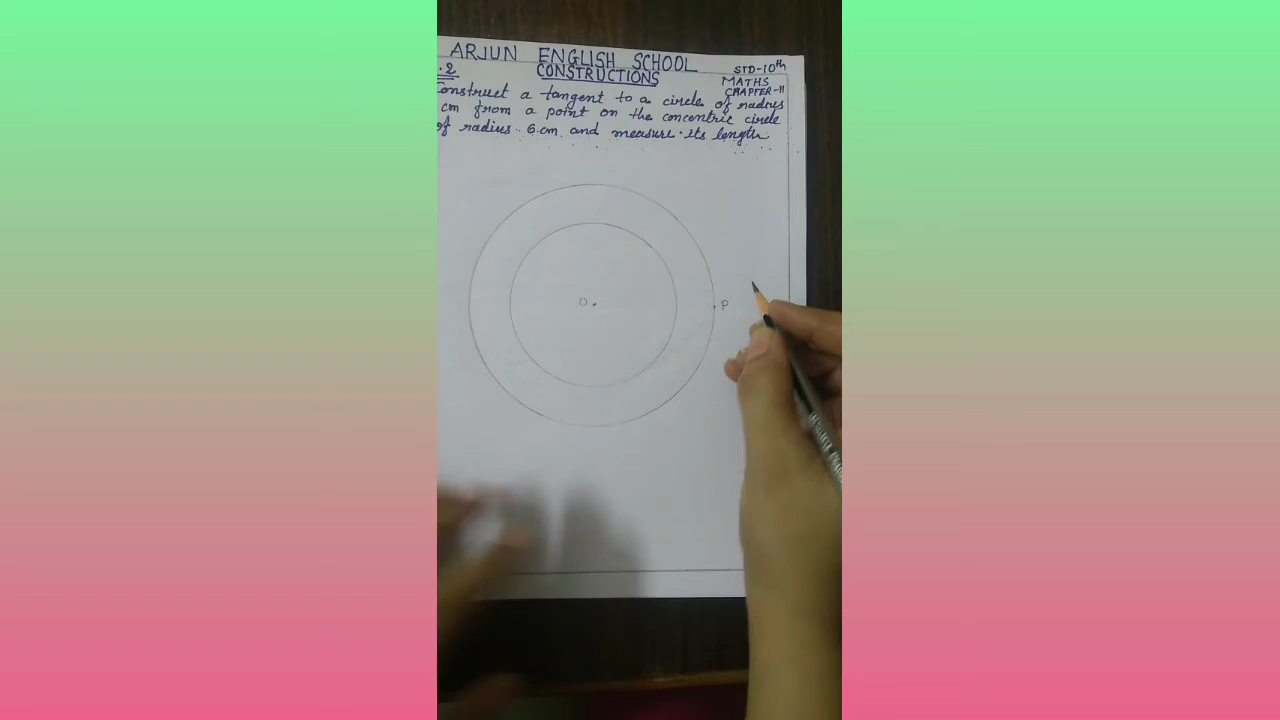 ARJUN ENGLISH SCHOOL
STD-10th
.2
CONSTRUCTIONS
MATHS
CHAPTER-11
Construct a tangent to a circle of radius
cm from a point on the concentric circle
of radius 6 cm and measure its length.
O
P